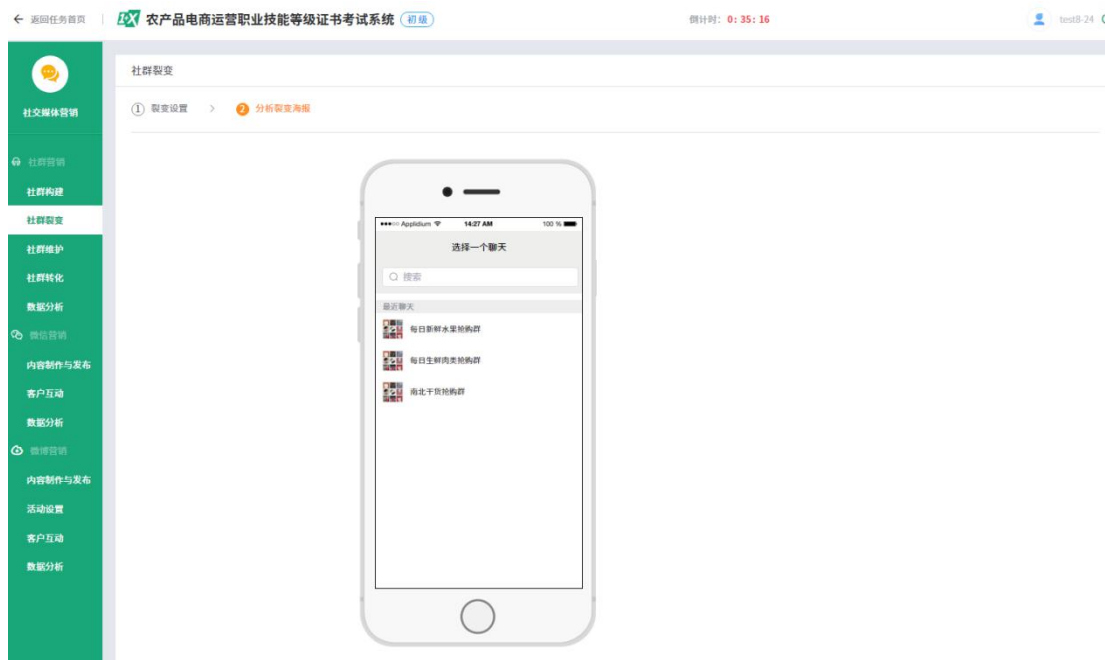 返回任务首页
1+X 农产品电商运营职业技能等级证书考试系统 初级
倒计时: 0:35:16
test8-24
社交媒体营销
社群营销
社群构建
社群裂变
社群维护
社群转化
数据分析
微信营销
内容制作与发布
客户互动
数据分析
微博营销
内容制作与发布
活动设置
客户互动
数据分析
社群裂变
1 裂变设置 > 2 分析裂变海报
Applidium 14:27 AM 100 %
选择一个聊天
搜索
最近聊天
每日新鲜水果抢购群
每日生鲜肉类抢购群
南北干货抢购群